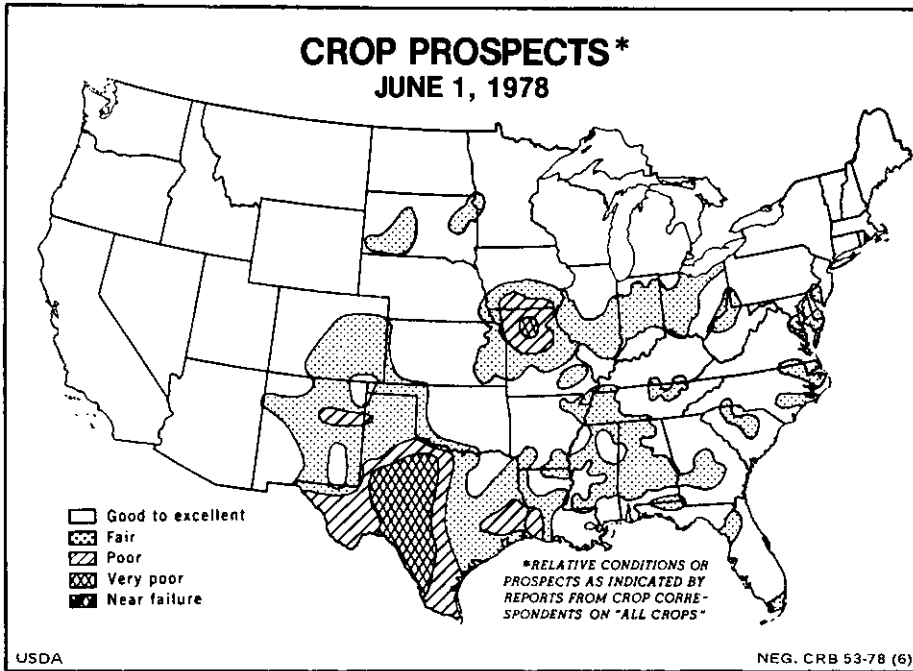 CROP PROSPECTS*
JUNE 1, 1978
Good to excellent
Fair
Poor
Very poor
Near failure
*RELATIVE CONDITIONS OR
PROSPECTS AS INDICATED BY
REPORTS FROM CROP CORRE-
SPONDENTS ON "ALL CROPS"
USDA
NEG. CRB 53-78 (6)